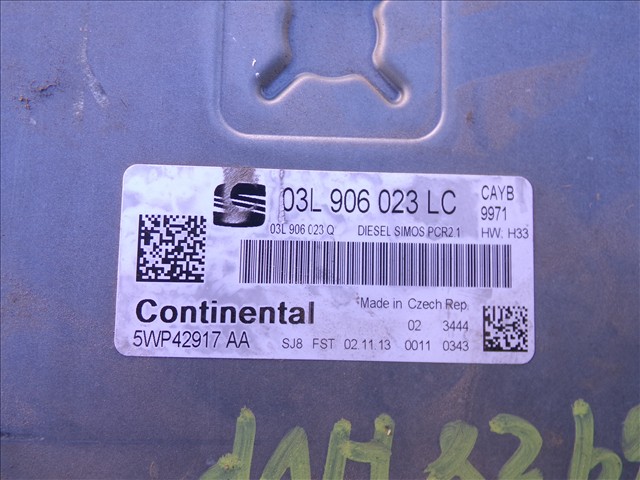 03L 906 023 LC CAYB
9971
03L 906 023 Q DIESEL SIMOS PCR2.1 HW: H33
Continental Made in Czech Rep.
02 3444
5WP42917 AA SJ8 FST 02.11.13 0011 0343